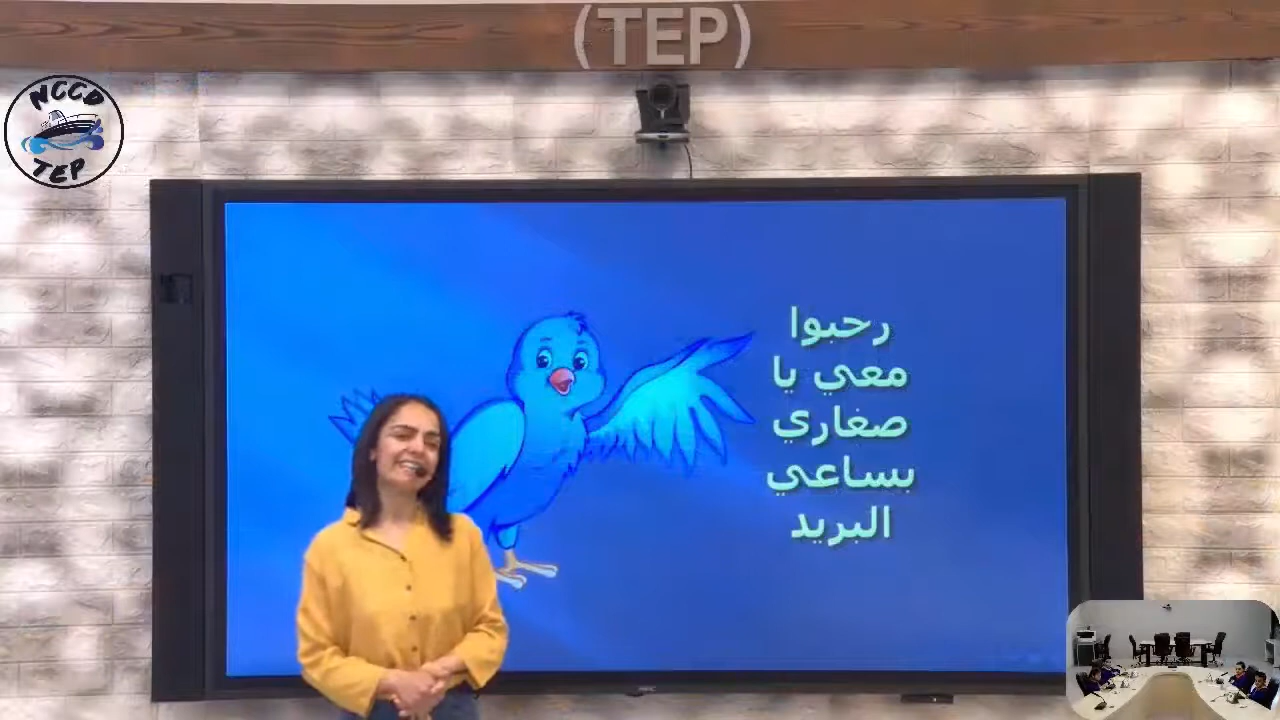 (TEP)
NCCD
TEP
رحبوا
معي يا
صغاري
بساعي
البريد